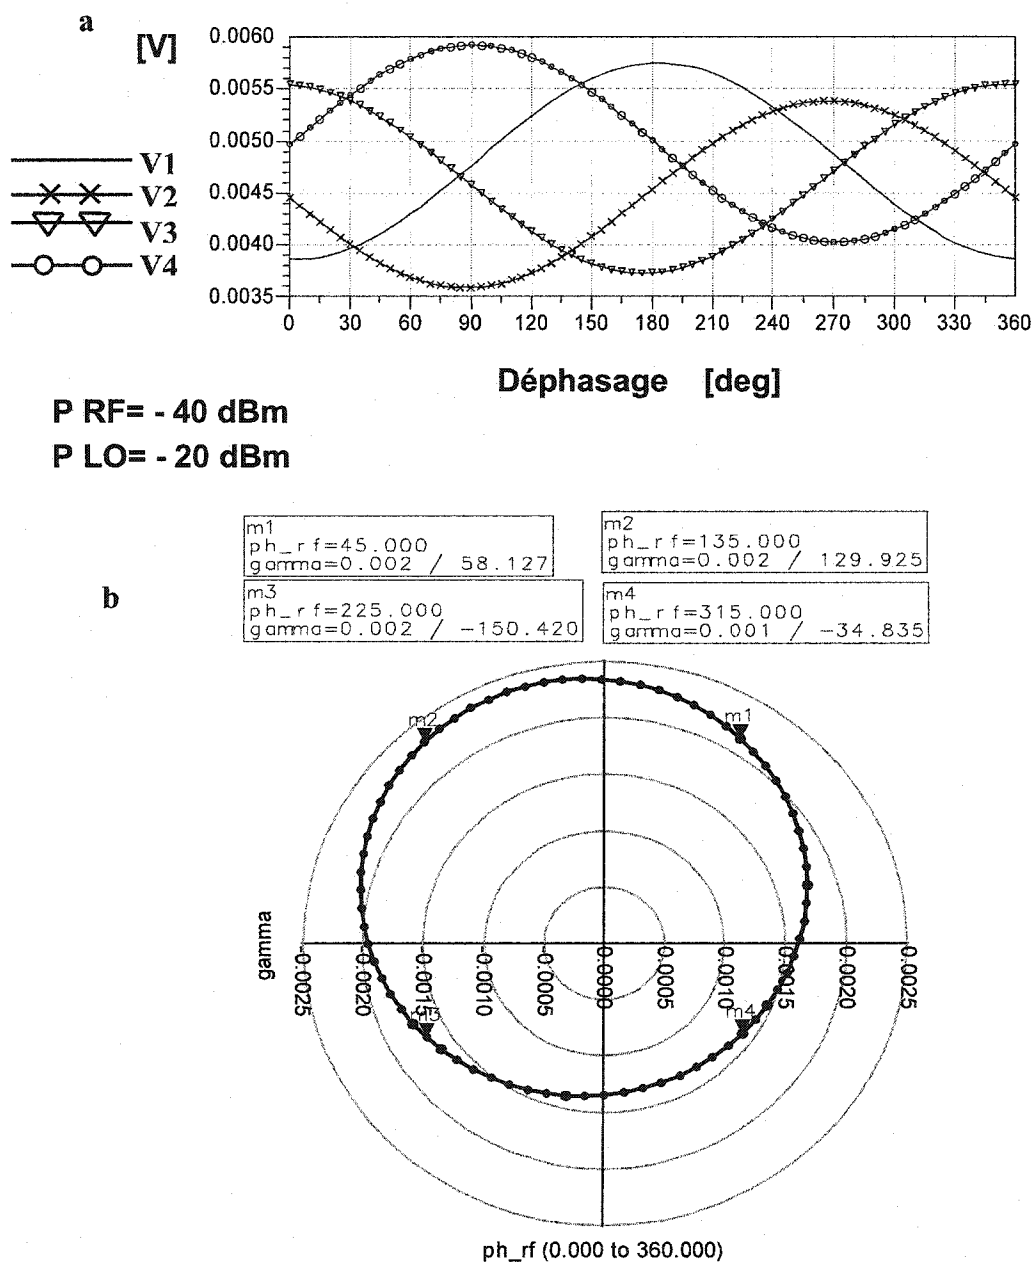 a
[V]
0.0060
0.0055
0.0050
0.0045
0.0040
0.0035
V1
V2
V3
V4
0 30 60 90 120 150 180 210 240 270 300 330 360
Déphasage [deg]
P RF= - 40 dBm
P LO= - 20 dBm
b
m1
ph_rf=45.000
gamma=0.002 / 58.127
m2
ph_rf=135.000
gamma=0.002 / 129.925
m3
ph_rf=225.000
gamma=0.002 / -150.420
m4
ph_rf=315.000
gamma=0.001 / -34.835
m2
m1
gamma
-0.0025
-0.0020
-0.0015
-0.0010
-0.0005
0.0000
0.0005
0.0010
0.0015
0.0020
0.0025
m3
m4
ph_rf (0.000 to 360.000)